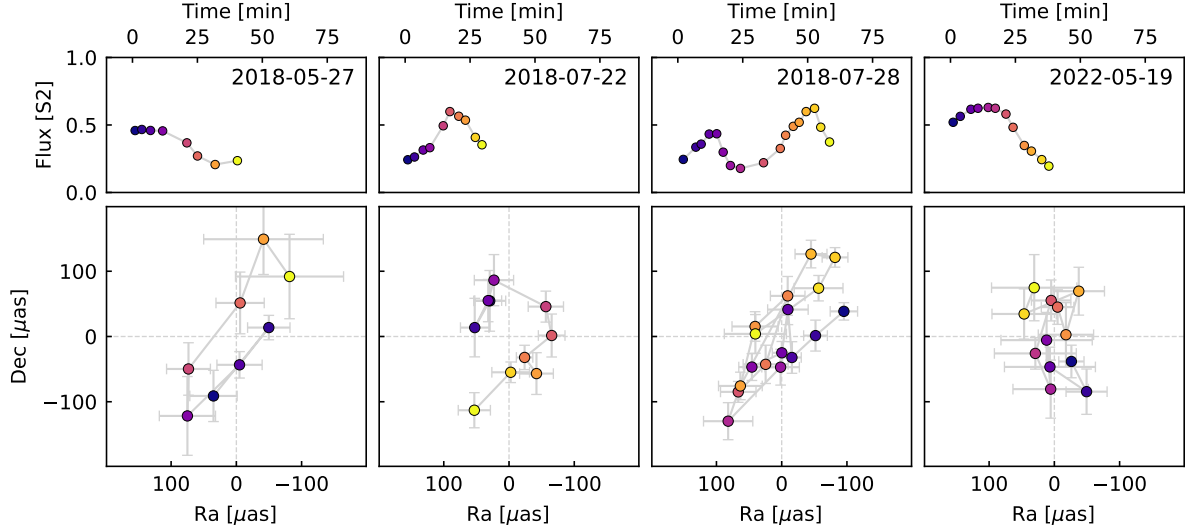 Time [min] Time [min] Time [min] Time [min]
0 25 50 75 0 25 50 75 0 25 50 75 0 25 50 75
1.0
0.5
0.0
Flux [S2]
2018-05-27 2018-07-22 2018-07-28 2022-05-19
100
0
−100
Dec [μas]
100 0 −100 100 0 −100 100 0 −100 100 0 −100
Ra [μas] Ra [μas] Ra [μas] Ra [μas]